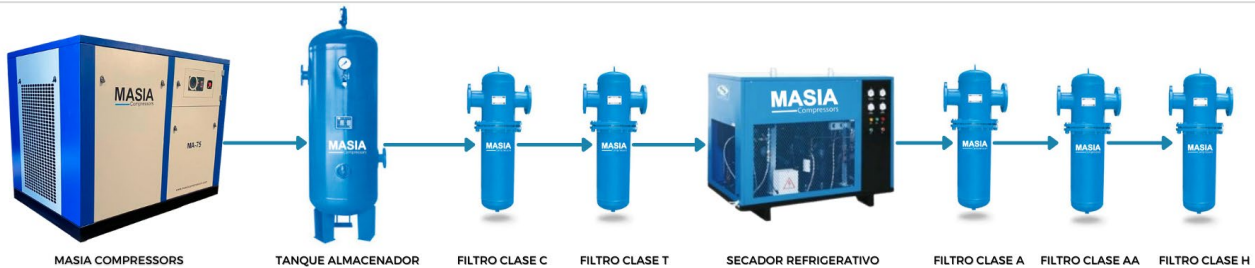 MASIA
Compressors
MA-75
MASIA
MASIA
MASIA
MASIA
Compressors
MASIA
MASIA
MASIA
MASIA COMPRESSORS
TANQUE ALMACENADOR
FILTRO CLASE C
FILTRO CLASE T
SECADOR REFRIGERATIVO
FILTRO CLASE A
FILTRO CLASE AA
FILTRO CLASE H